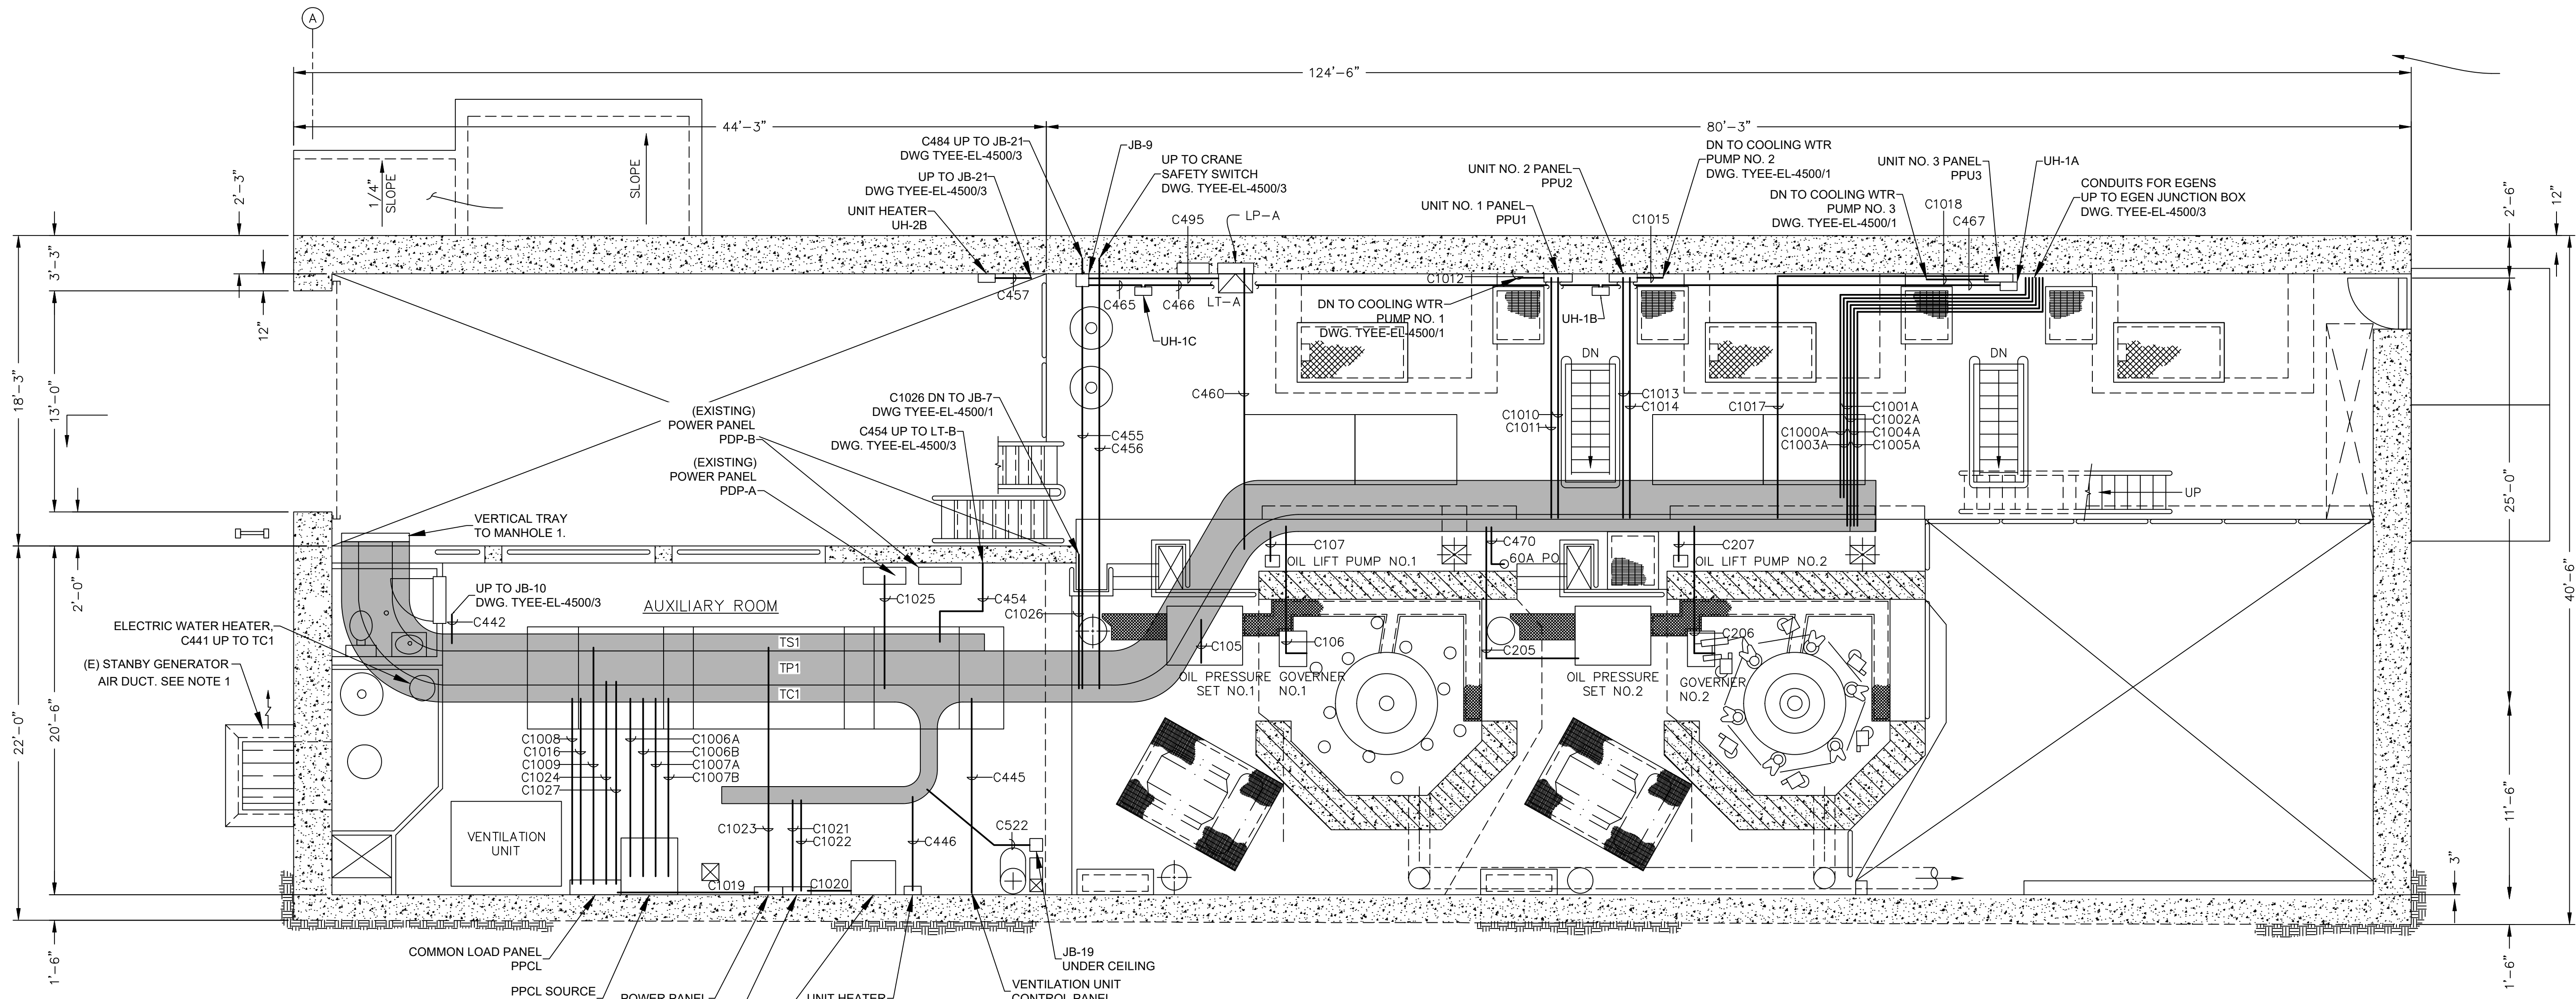 A
124'-6"
44'-3"
80'-3"
C484 UP TO JB-21
DWG TYEE-EL-4500/3
JB-9
UP TO JB-21
DWG TYEE-EL-4500/3
UP TO CRANE
SAFETY SWITCH
DWG. TYEE-EL-4500/3
UNIT HEATER
UH-2B
C495
LP-A
UNIT NO. 2 PANEL
PPU2
UNIT NO. 1 PANEL
PPU1
C1015
DN TO COOLING WTR
PUMP NO. 2
DWG. TYEE-EL-4500/1
UNIT NO. 3 PANEL
PPU3
UH-1A
DN TO COOLING WTR
PUMP NO. 3
DWG. TYEE-EL-4500/1
C1018
C467
CONDUITS FOR EGENS
UP TO EGEN JUNCTION BOX
DWG. TYEE-EL-4500/3
1/4"
SLOPE
SLOPE
2'-3"
3'-3"
12"
18'-3"
13'-0"
2'-6"
12"
C457
C465
C466
LT-A
C1012
DN TO COOLING WTR
PUMP NO. 1
DWG. TYEE-EL-4500/1
UH-1B
UH-1C
DN
DN
C460
C1013
C1014
C1010
C1011
C1017
C1001A
C1002A
C1000A
C1004A
C1003A
C1005A
C1026 DN TO JB-7
DWG TYEE-EL-4500/1
C454 UP TO LT-B
DWG. TYEE-EL-4500/3
C455
C456
(EXISTING)
POWER PANEL
PDP-B
(EXISTING)
POWER PANEL
PDP-A
UP
25'-0"
40'-6"
VERTICAL TRAY
TO MANHOLE 1.
2'-0"
UP TO JB-10
DWG. TYEE-EL-4500/3
C442
AUXILIARY ROOM
C1025
C454
C1026
C107
OIL LIFT PUMP NO.1
C470
60A PO
C207
OIL LIFT PUMP NO.2
ELECTRIC WATER HEATER,
C441 UP TO TC1
(E) STANBY GENERATOR
AIR DUCT. SEE NOTE 1
TS1
TP1
TC1
C105
C106
C205
C206
OIL PRESSURE
SET NO.1
GOVERNER
NO.1
OIL PRESSURE
SET NO.2
GOVERNER
NO.2
22'-0"
20'-6"
11'-6"
C1008
C1016
C1009
C1024
C1027
C1006A
C1006B
C1007A
C1007B
C445
VENTILATION
UNIT
C1023
C1021
C1022
C446
C522
C1019
C1020
3"
1'-6"
1'-6"
COMMON LOAD PANEL
PPCL
JB-19
UNDER CEILING
PPCL SOURCE
POWER PANEL
UNIT HEATER
VENTILATION UNIT
CONTROL PANEL